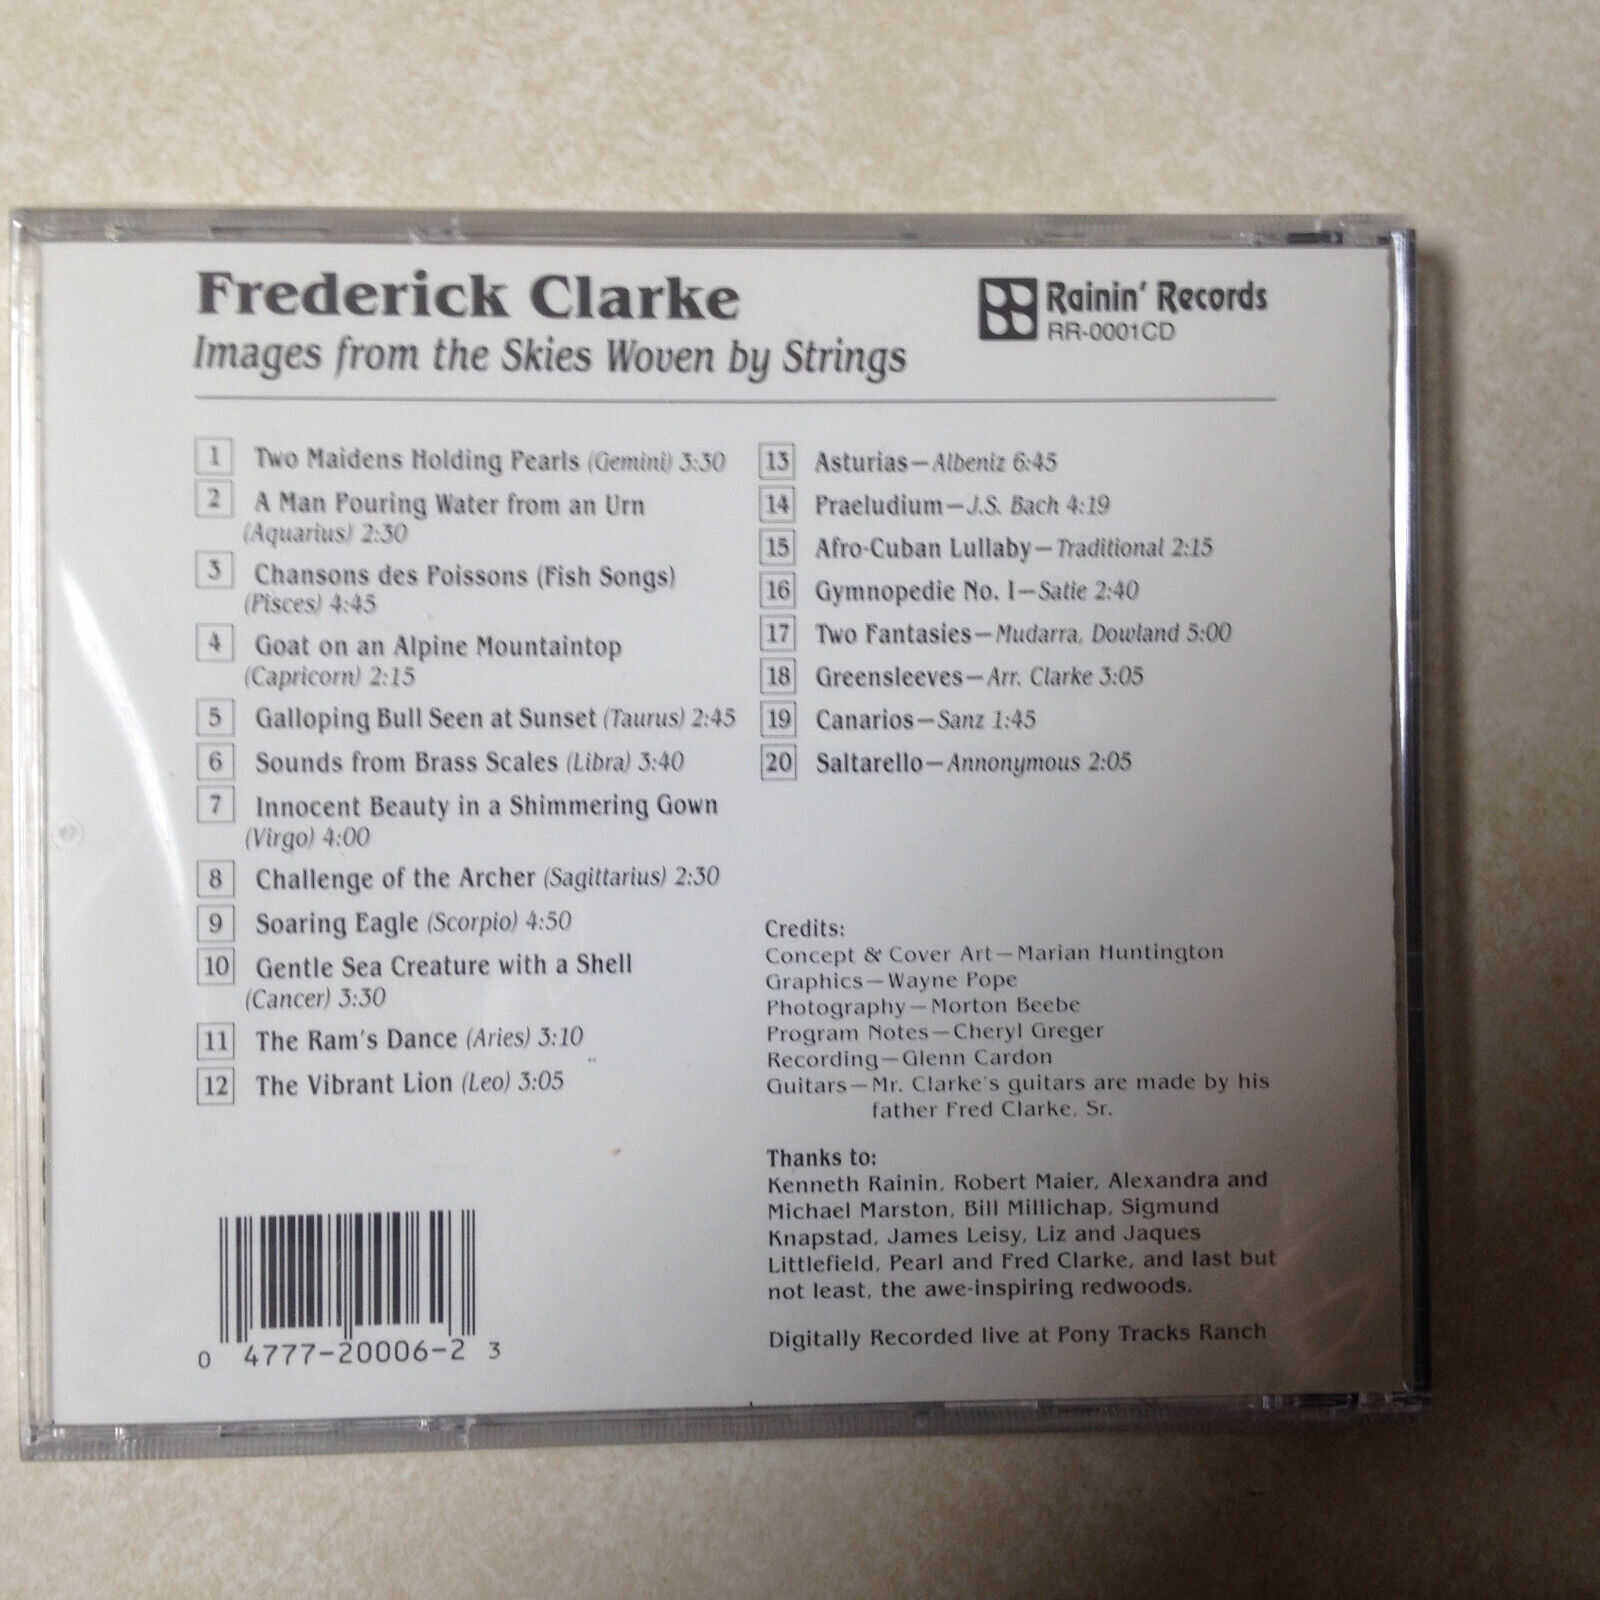 Frederick Clarke
Images from the Skies Woven by Strings
Rainin' Records
RR-0001CD
1 Two Maidens Holding Pearls (Gemini) 3:30
2 A Man Pouring Water from an Urn
(Aquarius) 2:30
3 Chansons des Poissons (Fish Songs)
(Pisces) 4:45
4 Goat on an Alpine Mountaintop
(Capricorn) 2:15
5 Galloping Bull Seen at Sunset (Taurus) 2:45
6 Sounds from Brass Scales (Libra) 3:40
7 Innocent Beauty in a Shimmering Gown
(Virgo) 4:00
8 Challenge of the Archer (Sagittarius) 2:30
9 Soaring Eagle (Scorpio) 4:50
10 Gentle Sea Creature with a Shell
(Cancer) 3:30
11 The Ram's Dance (Aries) 3:10
12 The Vibrant Lion (Leo) 3:05
13 Asturias—Albeniz 6:45
14 Praeludium—J.S. Bach 4:19
15 Afro-Cuban Lullaby—Traditional 2:15
16 Gymnopedie No. I—Satie 2:40
17 Two Fantasies—Mudarra, Dowland 5:00
18 Greensleeves—Arr. Clarke 3:05
19 Canarios—Sanz 1:45
20 Saltarello—Annonymous 2:05
Credits:
Concept & Cover Art—Marian Huntington
Graphics—Wayne Pope
Photography—Morton Beebe
Program Notes—Cheryl Greger
Recording—Glenn Cardon
Guitars—Mr. Clarke's guitars are made by his
father Fred Clarke, Sr.
Thanks to:
Kenneth Rainin, Robert Maier, Alexandra and
Michael Marston, Bill Millichap, Sigmund
Knapstad, James Leisy, Liz and Jaques
Littlefield, Pearl and Fred Clarke, and last but
not least, the awe-inspiring redwoods.
Digitally Recorded live at Pony Tracks Ranch
0 4777-20006-2 3